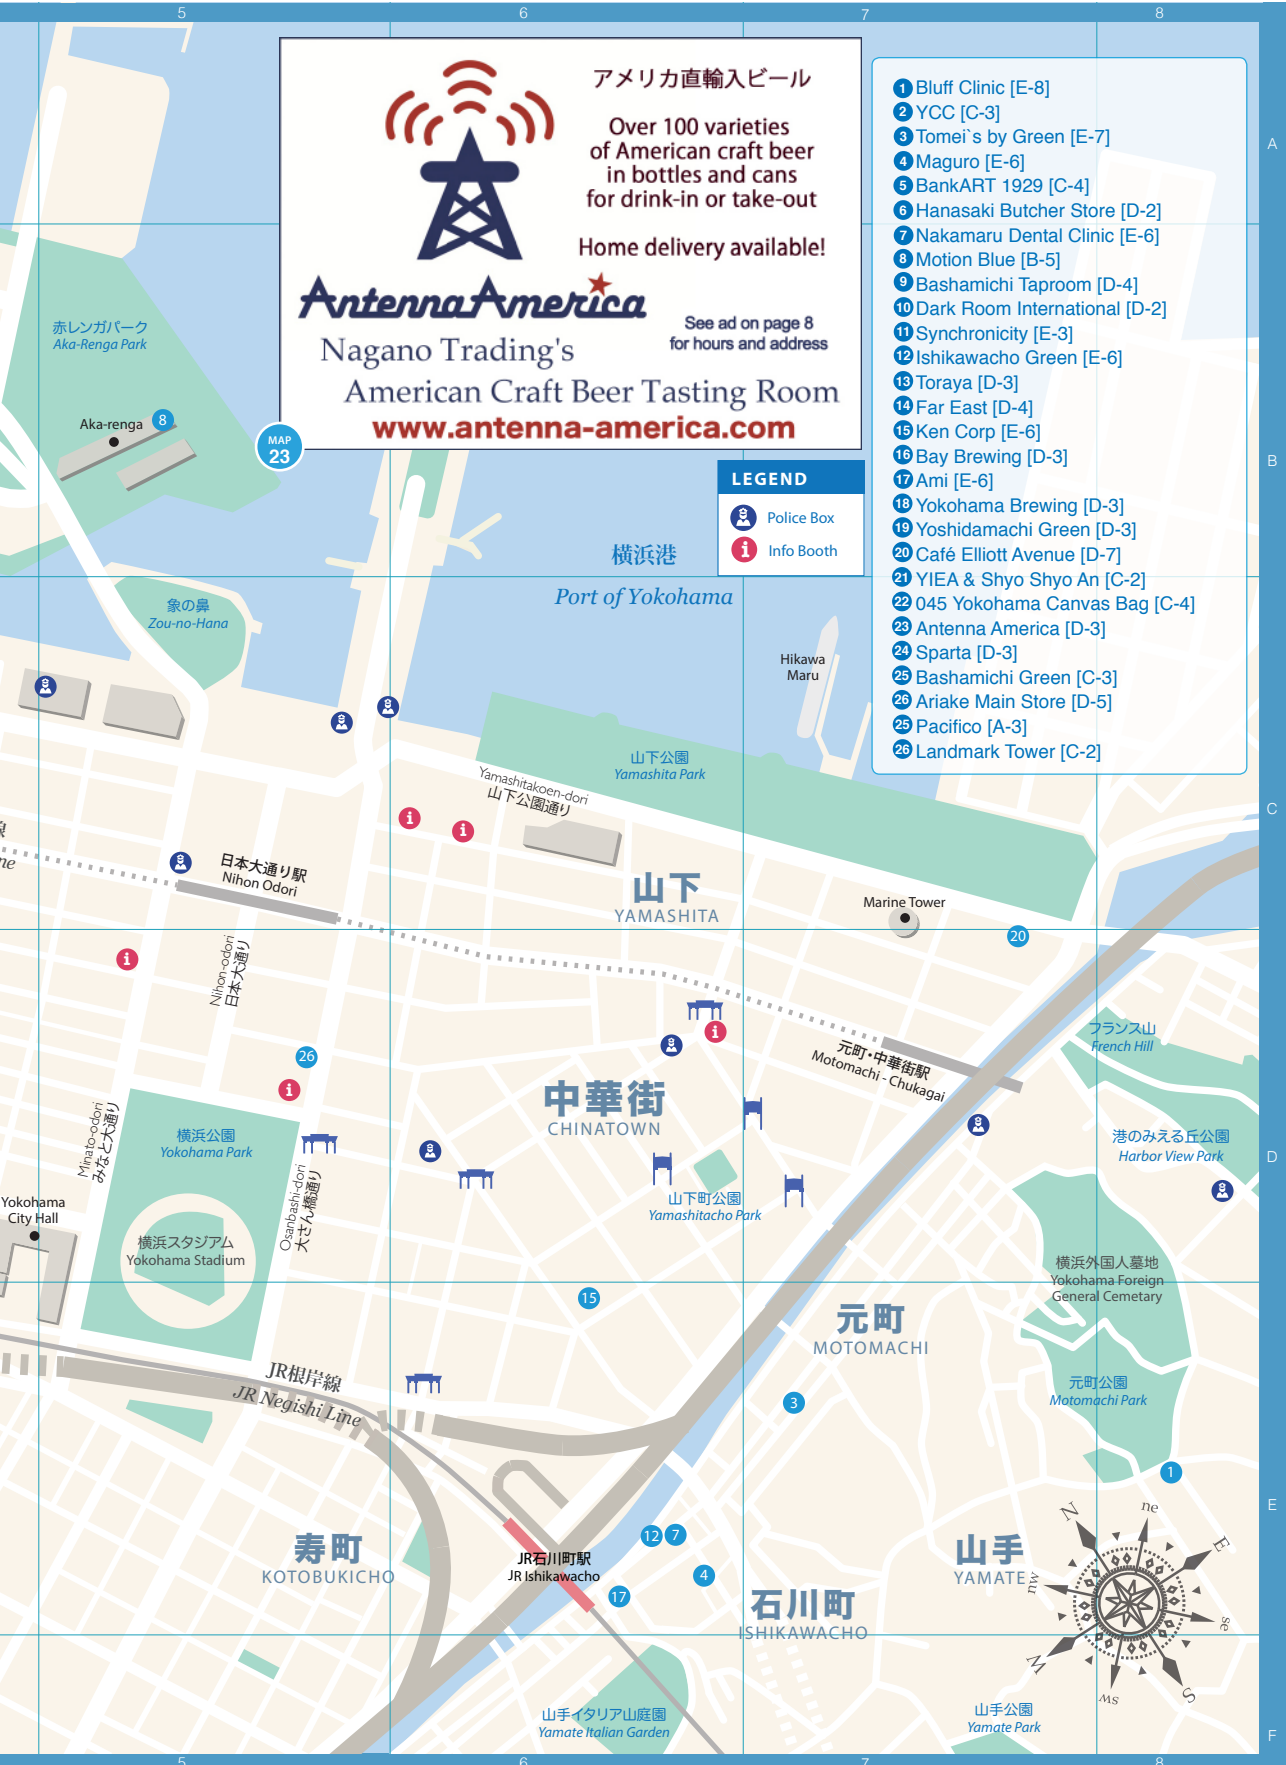 5 6 7 8
アメリカ直輸入ビール
Over 100 varieties
of American craft beer
in bottles and cans
for drink-in or take-out
Home delivery available!
Antenna America
See ad on page 8
for hours and address
Nagano Trading's
American Craft Beer Tasting Room
www.antenna-america.com
MAP
23
1 Bluff Clinic [E-8]
2 YCC [C-3]
3 Tomei`s by Green [E-7]
4 Maguro [E-6]
5 BankART 1929 [C-4]
6 Hanasaki Butcher Store [D-2]
7 Nakamaru Dental Clinic [E-6]
8 Motion Blue [B-5]
9 Bashamichi Taproom [D-4]
10 Dark Room International [D-2]
11 Synchronicity [E-3]
12 Ishikawacho Green [E-6]
13 Toraya [D-3]
14 Far East [D-4]
15 Ken Corp [E-6]
16 Bay Brewing [D-3]
17 Ami [E-6]
18 Yokohama Brewing [D-3]
19 Yoshidamachi Green [D-3]
20 Café Elliott Avenue [D-7]
21 YIEA & Shyo Shyo An [C-2]
22 045 Yokohama Canvas Bag [C-4]
23 Antenna America [D-3]
24 Sparta [D-3]
25 Bashamichi Green [C-3]
26 Ariake Main Store [D-5]
25 Pacifico [A-3]
26 Landmark Tower [C-2]
A
LEGEND
Police Box
Info Booth
B
赤レンガパーク
Aka-Renga Park
Aka-renga
8
横浜港
Port of Yokohama
象の鼻
Zou-no-Hana
Hikawa
Maru
山下公園
Yamashita Park
Yamashitakoen-dori
山下公園通り
C
線
ne
日本大通り駅
Nihon Odori
山下
YAMASHITA
Marine Tower
20
Nihon-odori
日本大通り
フランス山
French Hill
元町・中華街駅
Motomachi - Chukagai
26
中華街
CHINATOWN
Minato-odori
みなと大通り
横浜公園
Yokohama Park
港のみえる丘公園
Harbor View Park
D
Osanbashi-dori
大さん橋通り
山下町公園
Yamashitacho Park
Yokohama
City Hall
横浜スタジアム
Yokohama Stadium
横浜外国人墓地
Yokohama Foreign
General Cemetary
15
元町
MOTOMACHI
JR根岸線
JR Negishi Line
3
元町公園
Motomachi Park
1
E
寿町
KOTOBUKICHO
JR石川町駅
JR Ishikawacho
12 7
4
17
石川町
ISHIKAWACHO
山手
YAMATE
N ne E se S sw W nw
山手イタリア山庭園
Yamate Italian Garden
山手公園
Yamate Park
F
5 6 7 8